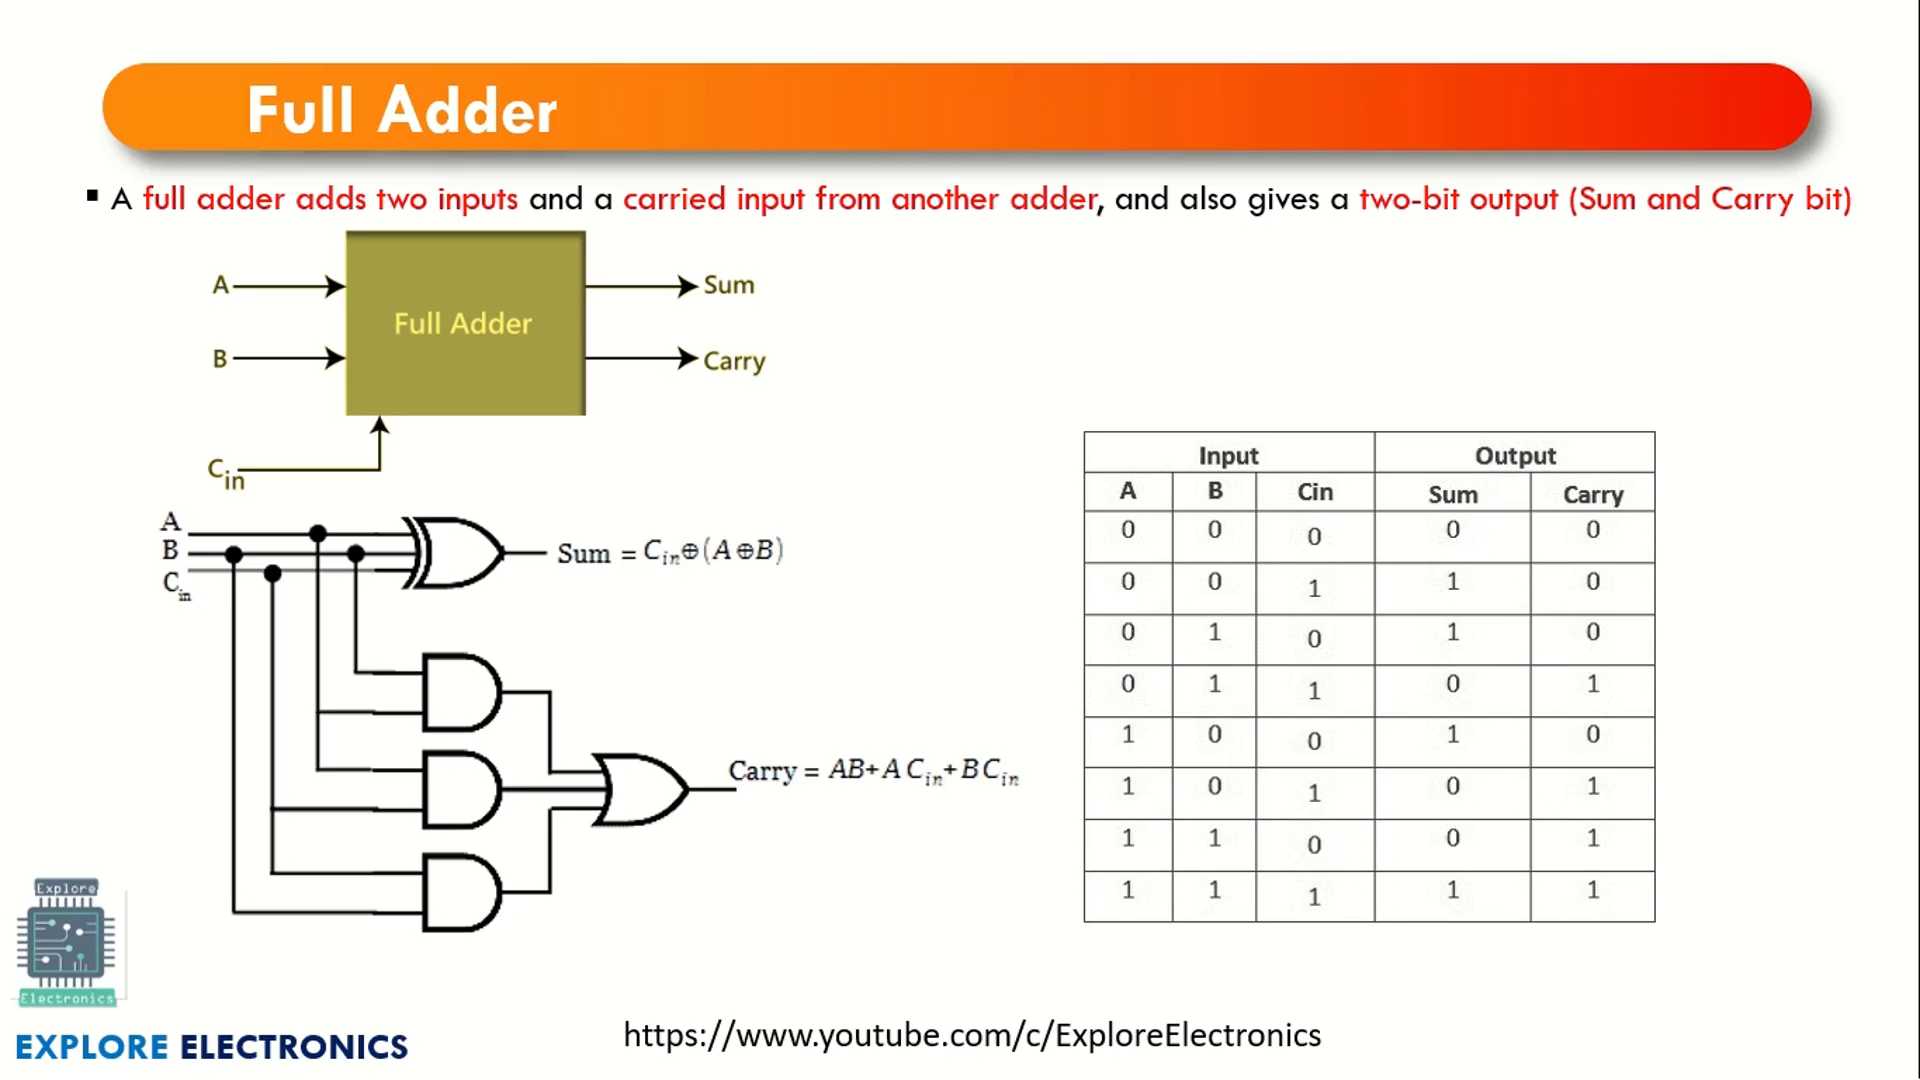 Full Adder
▪ A full adder adds two inputs and a carried input from another adder, and also gives a two-bit output (Sum and Carry bit)
A
B
Cin
Full Adder
Sum
Carry
A
B
Cin
Sum = Cin⊕(A⊕B)
Carry = AB+A Cin+B Cin
Input Output
A B Cin Sum Carry
0 0 0 0 0
0 0 1 1 0
0 1 0 1 0
0 1 1 0 1
1 0 0 1 0
1 0 1 0 1
1 1 0 0 1
1 1 1 1 1
Explore
Electronics
EXPLORE ELECTRONICS
https://www.youtube.com/c/ExploreElectronics